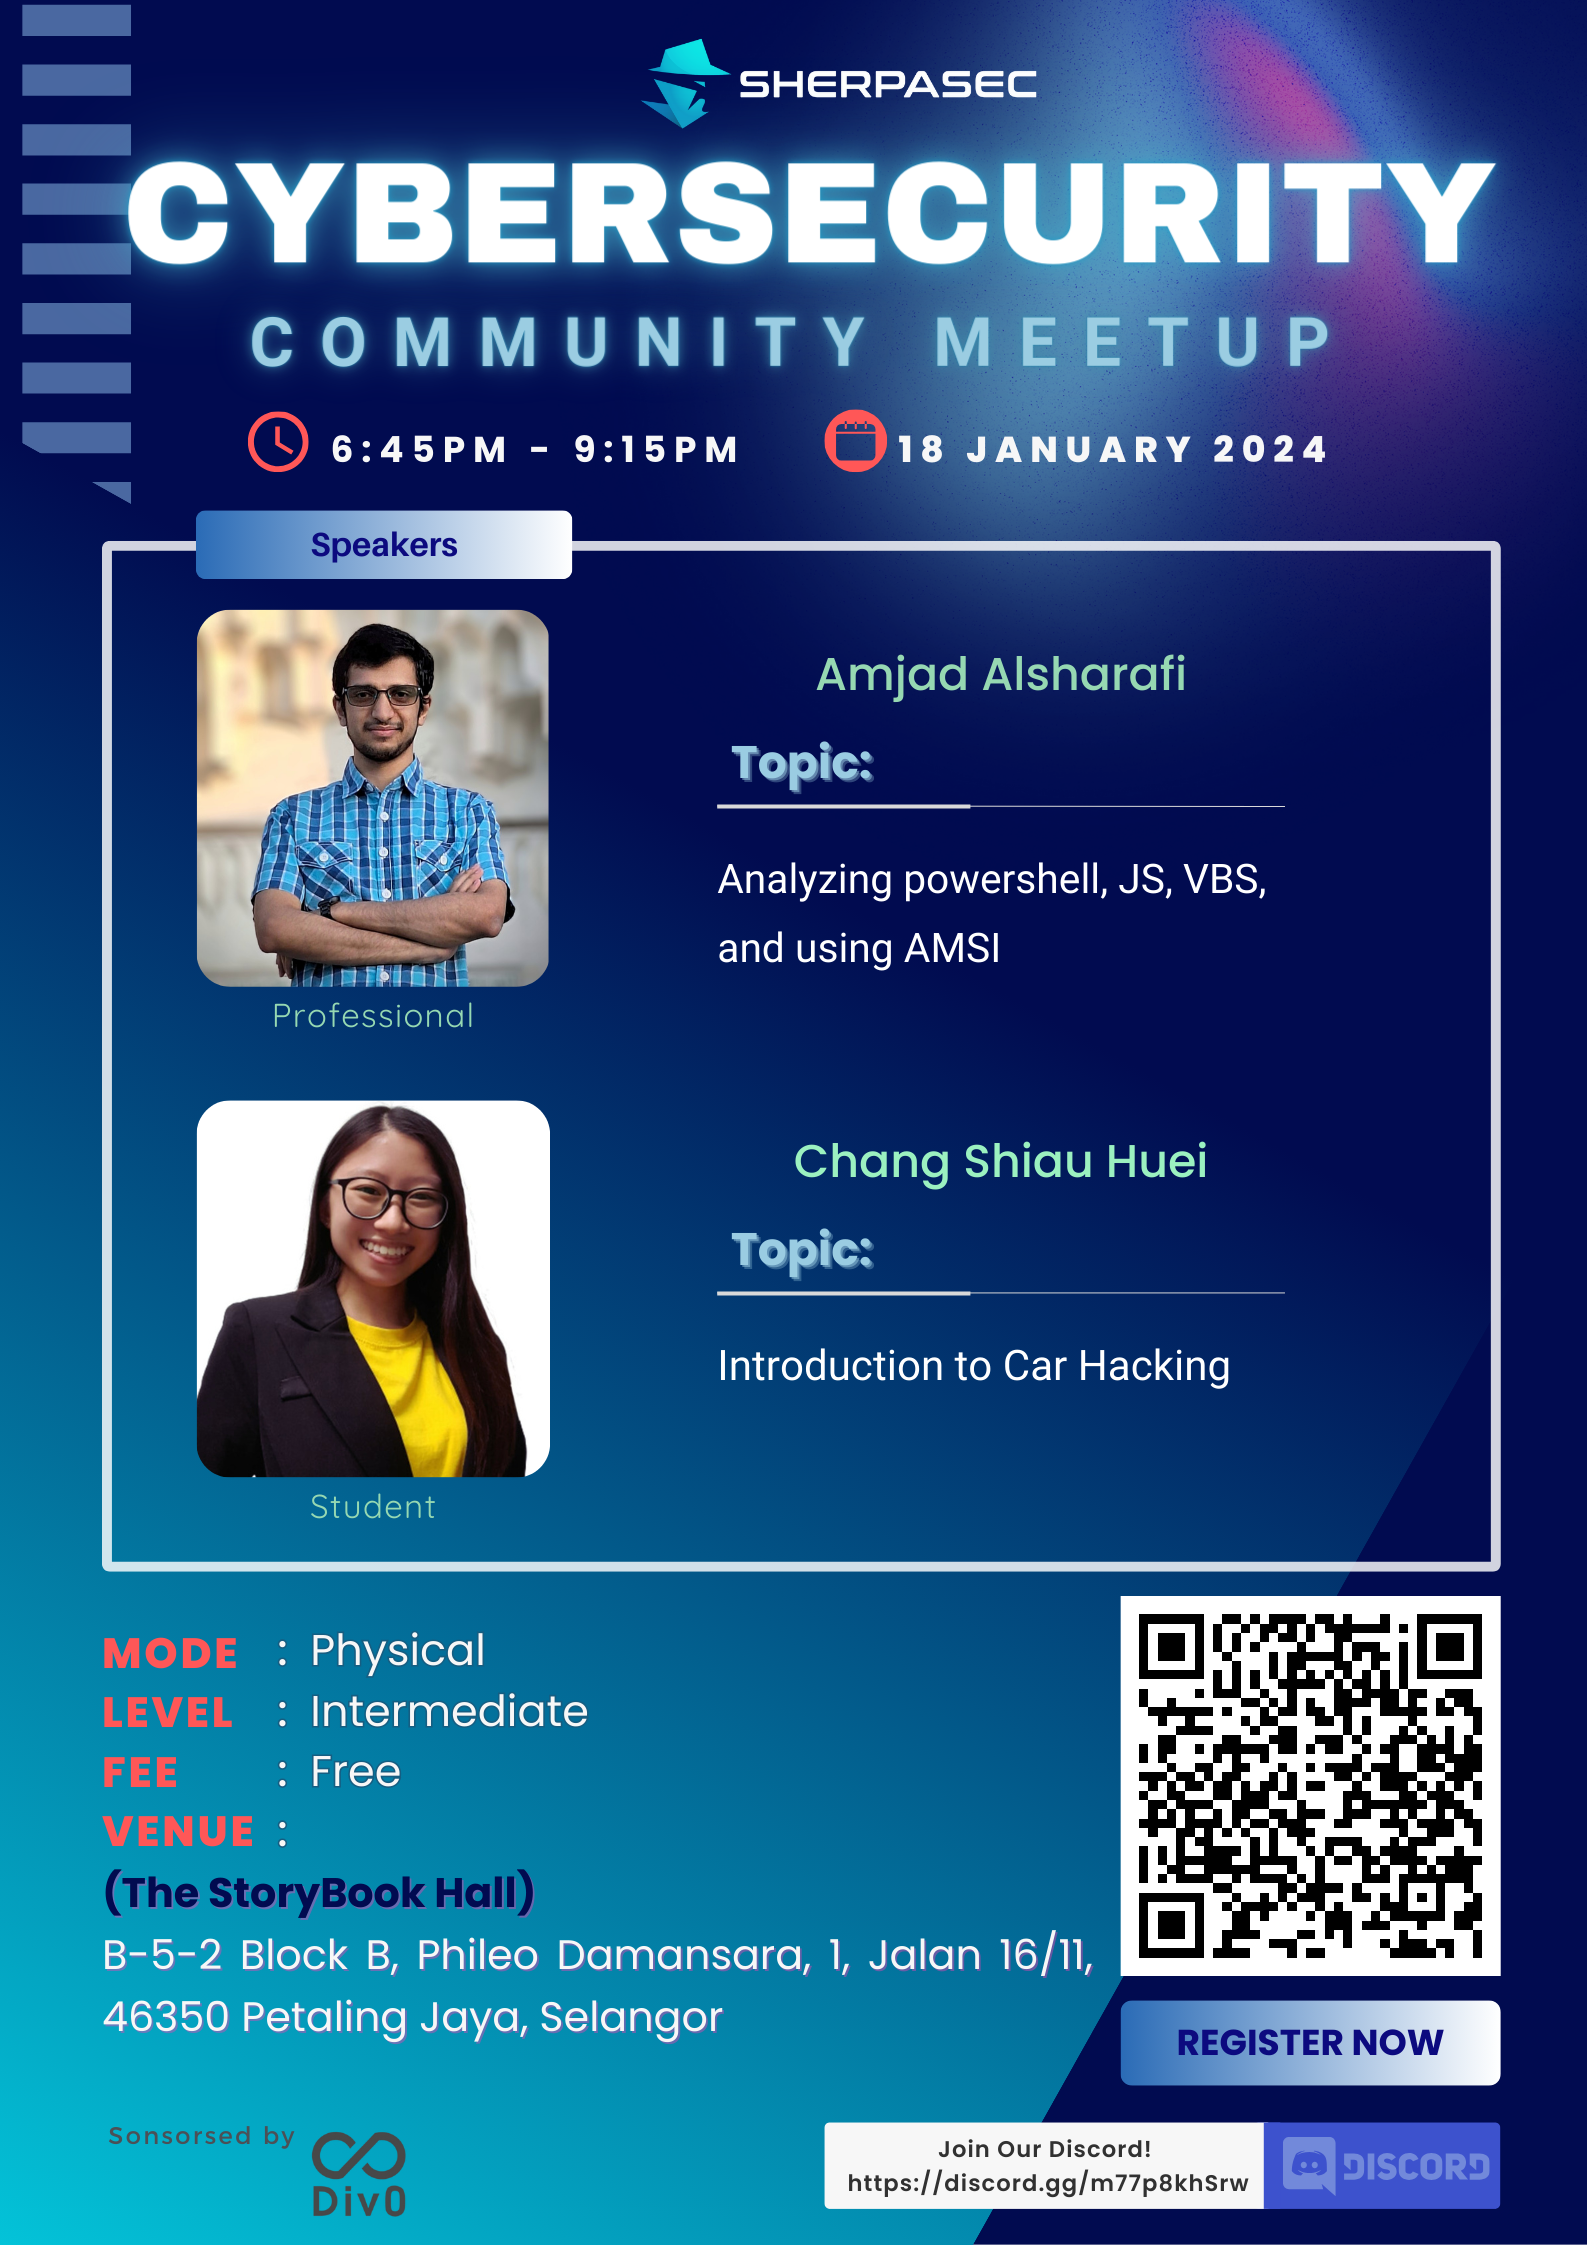 SHERPASEC
CYBERSECURITY
COMMUNITY MEETUP
6:45PM - 9:15PM
18 JANUARY 2024
Speakers
Amjad Alsharafi
Topic:
Analyzing powershell, JS, VBS,
and using AMSI
Professional
Chang Shiau Huei
Topic:
Introduction to Car Hacking
Student
MODE : Physical
LEVEL : Intermediate
FEE : Free
VENUE :
(The StoryBook Hall)
B-5-2 Block B, Phileo Damansara, 1, Jalan 16/11,
46350 Petaling Jaya, Selangor
REGISTER NOW
Sonsorsed by
Div0
Join Our Discord!
https://discord.gg/m77p8khSrw
DISCORD